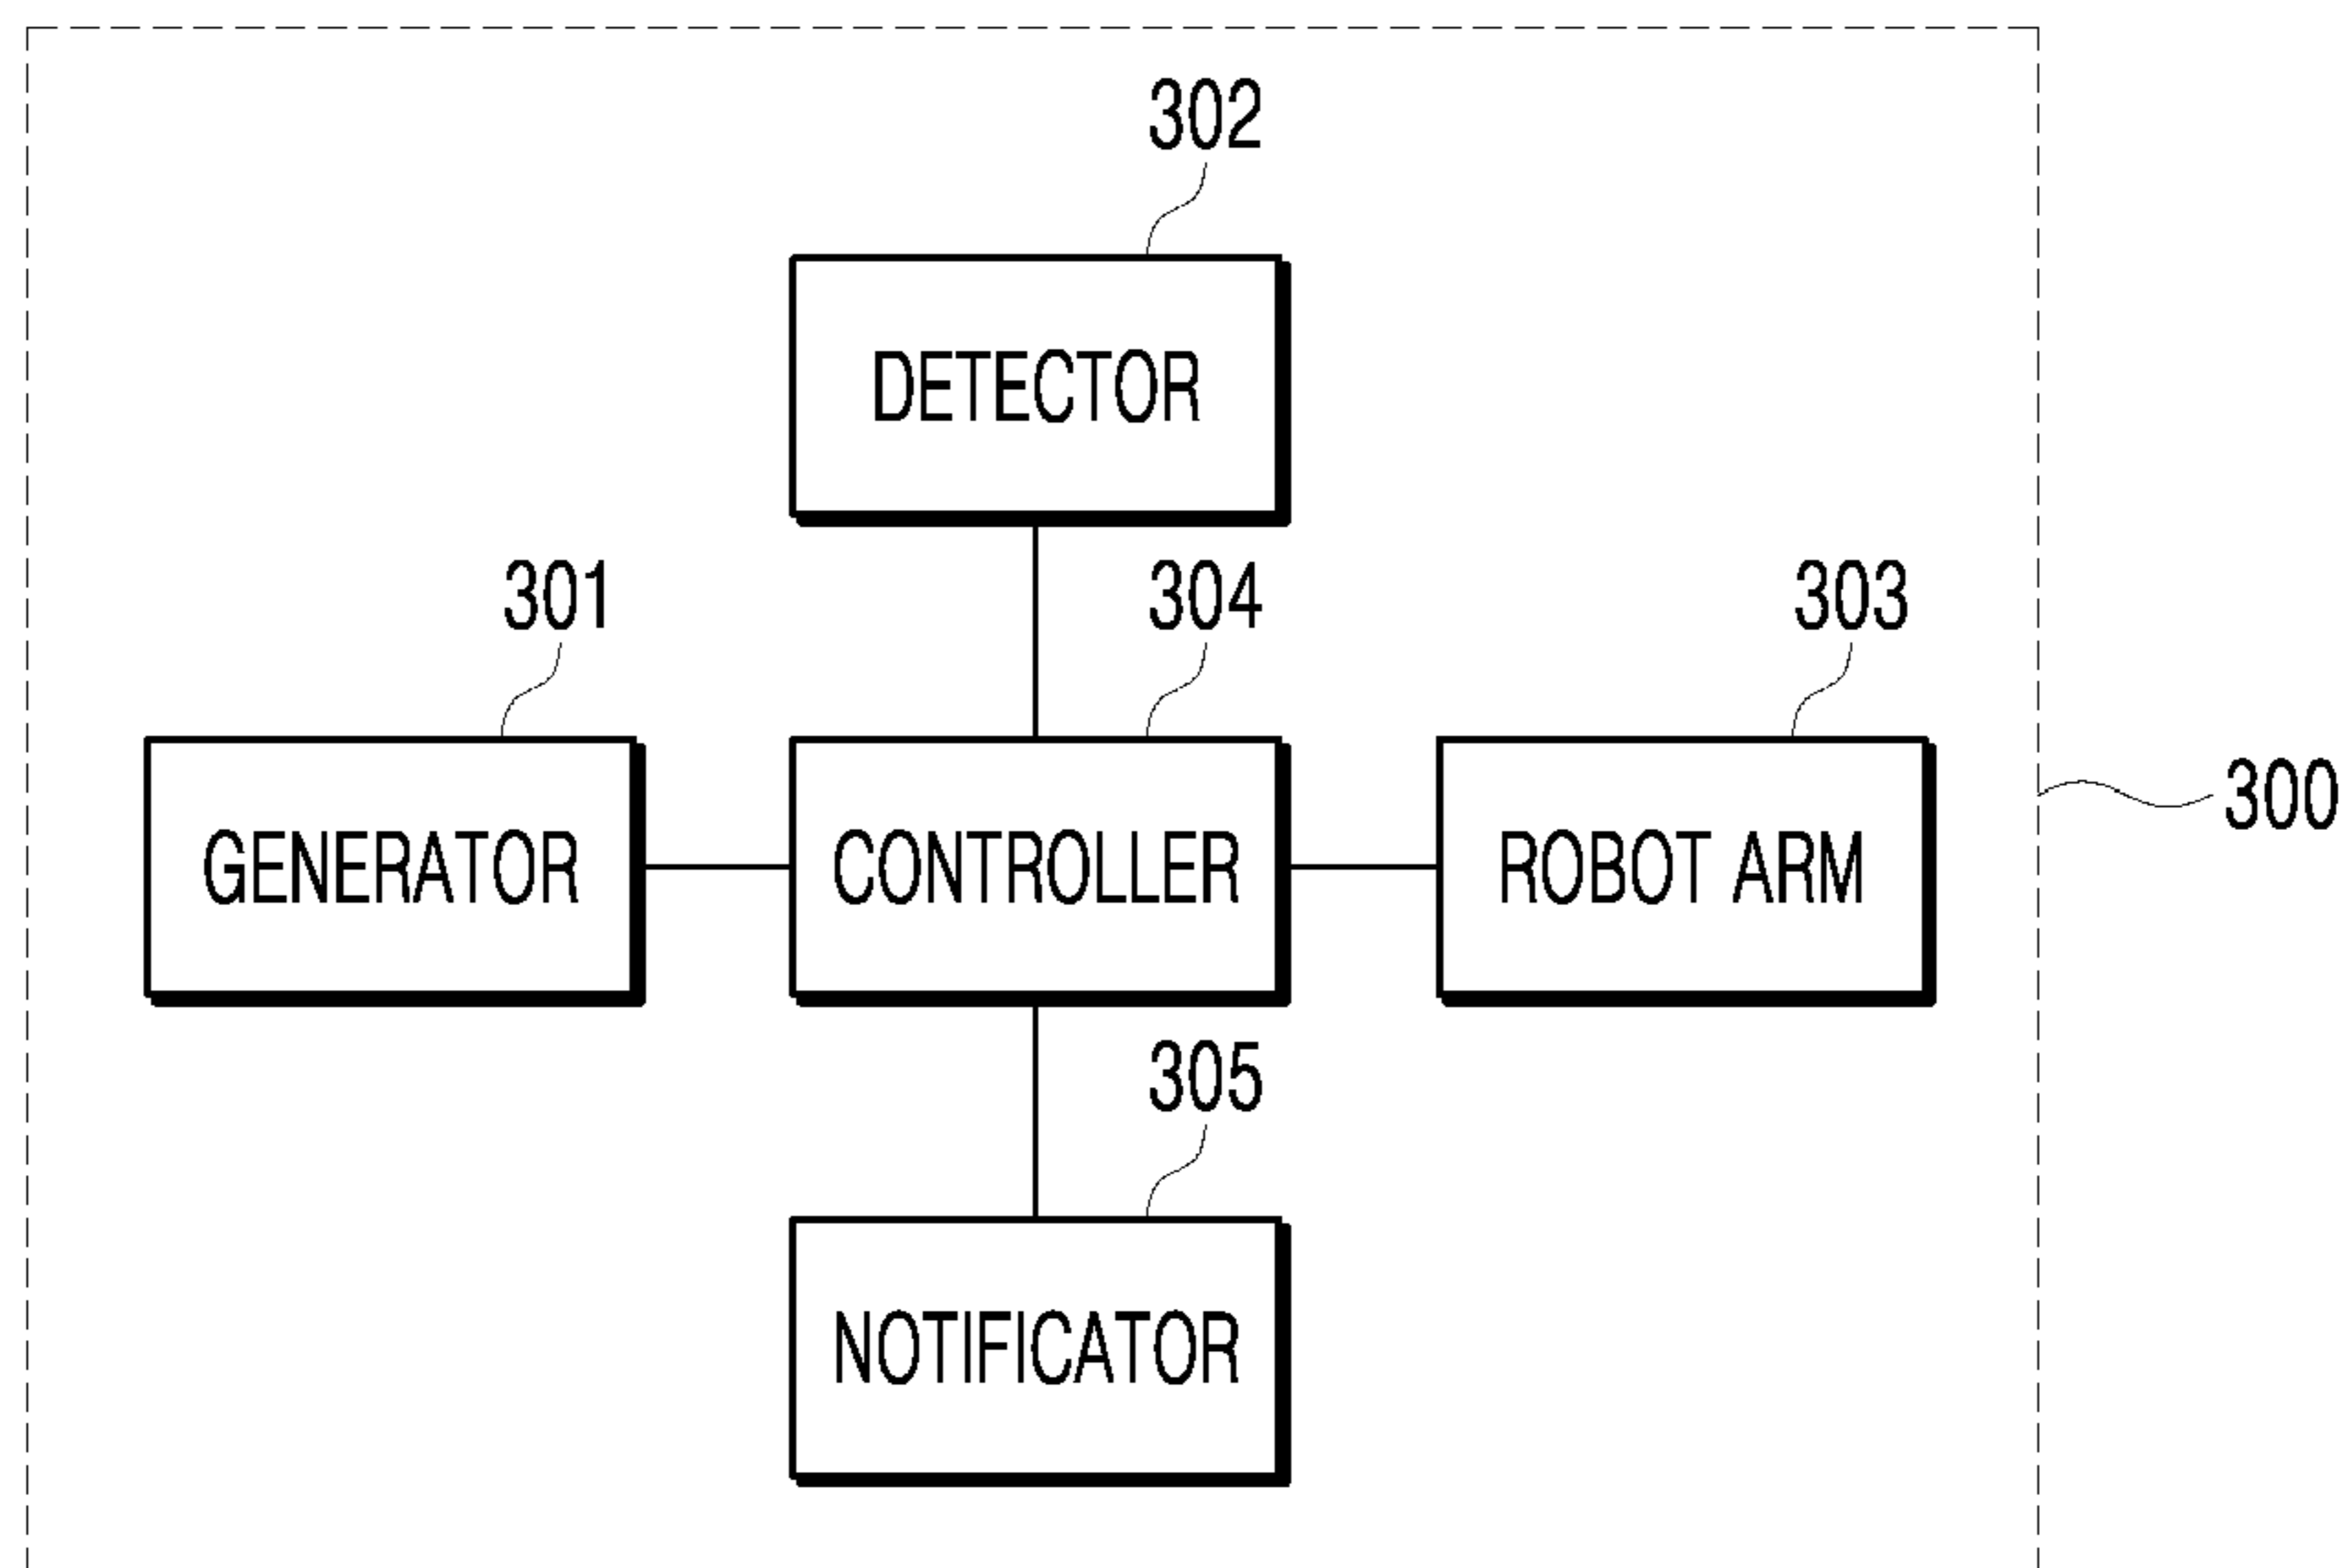 302
DETECTOR
301
304
303
300
GENERATOR
CONTROLLER
ROBOT ARM
305
NOTIFICATOR